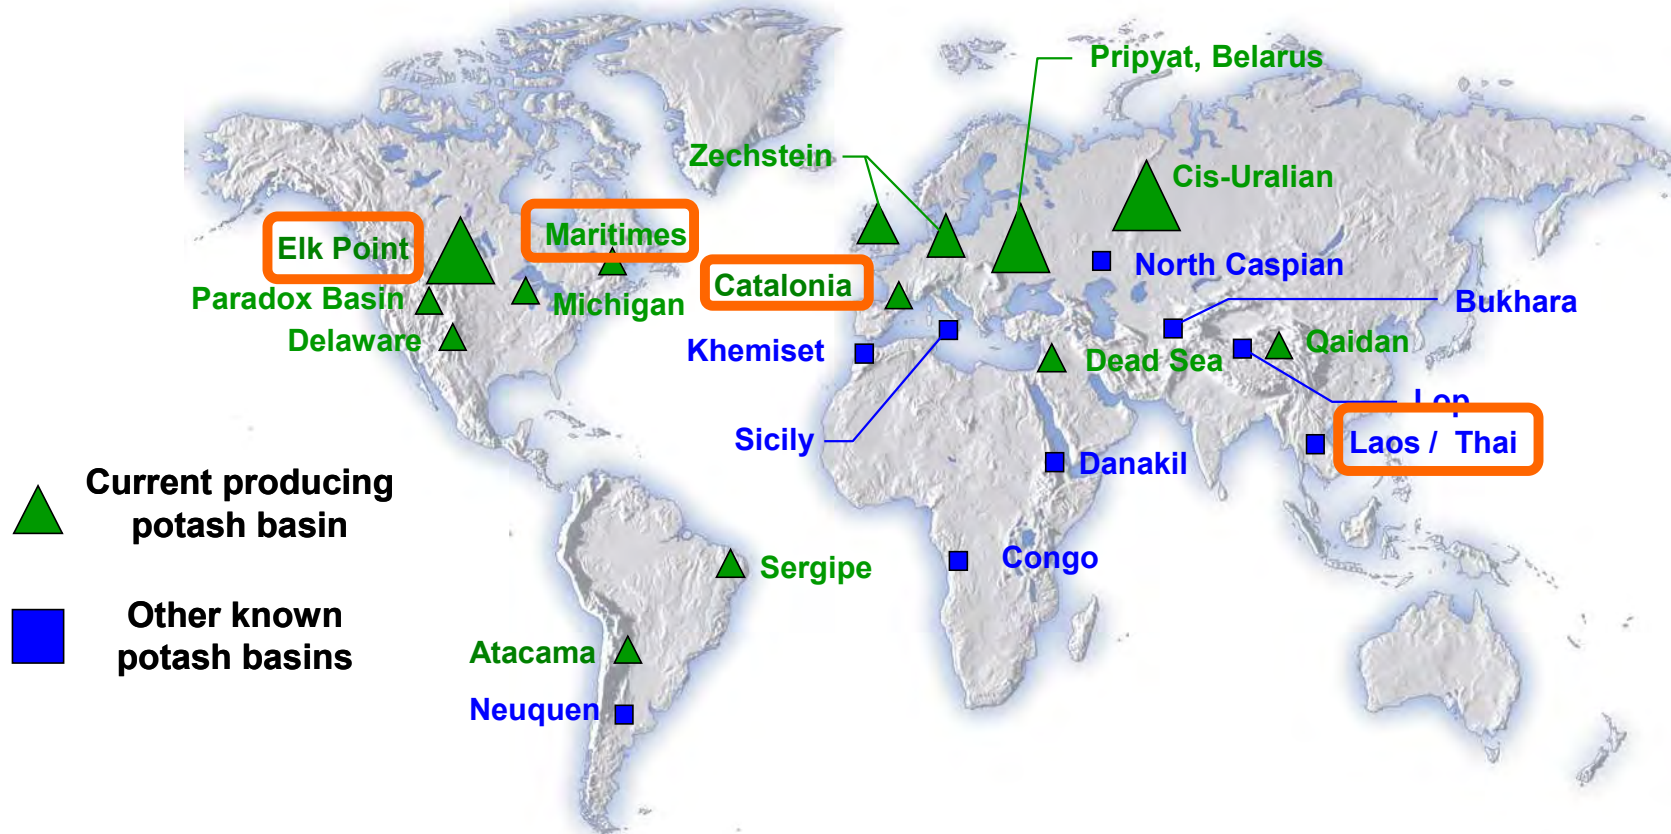 Pripyat, Belarus
Zechstein
Cis-Uralian
Maritimes
Elk Point
North Caspian
Catalonia
Paradox Basin
Michigan
Bukhara
Delaware
Khemiset
Dead Sea
Qaidan
Lop
Sicily
Laos / Thai
Danakil
Current producing
potash basin
Congo
Sergipe
Other known
potash basins
Atacama
Neuquen